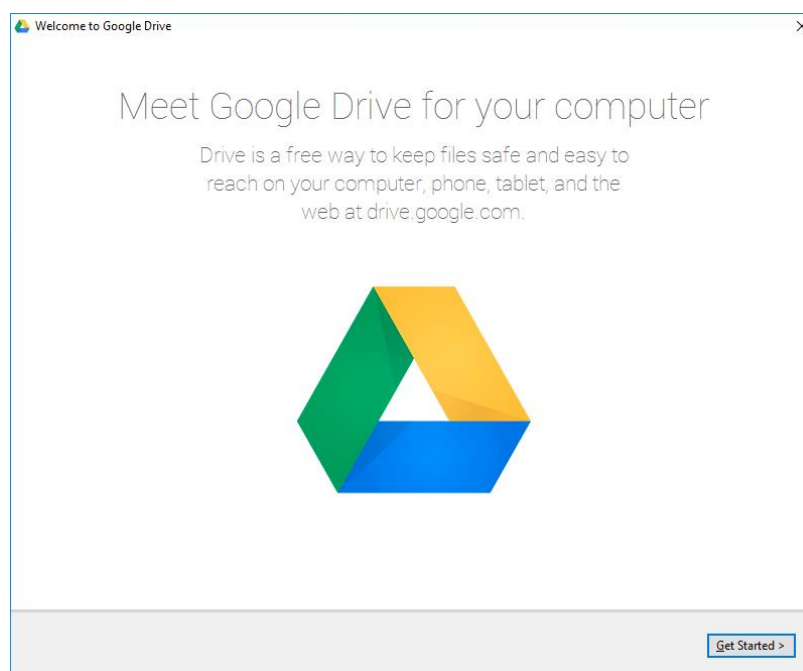 Welcome to Google Drive
Meet Google Drive for your computer
Drive is a free way to keep files safe and easy to
reach on your computer, phone, tablet, and the
web at drive.google.com.
Get Started >